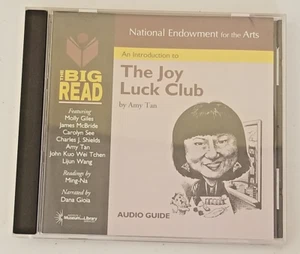 National Endowment for the Arts
An Introduction to
The Joy
Luck Club
by Amy Tan
THE BIG
READ
Featuring
Molly Giles
James McBride
Carolyn See
Charles J. Shields
Amy Tan
John Kuo Wei Tchen
Lijun Wang
Readings by
Ming-Na
Narrated by
Dana Gioia
AUDIO GUIDE